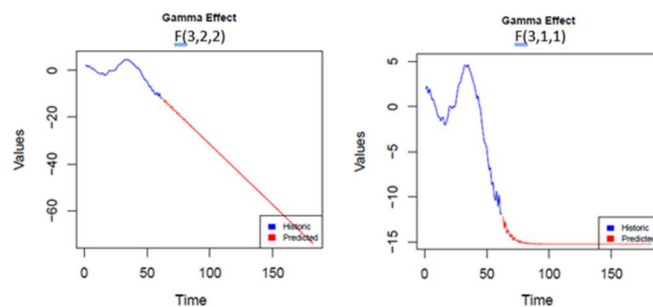 Gamma Effect
F(3,2,2)
0
-20
-40
-60
Values
0
50
100
150
Time
Historic
Predicted
Gamma Effect
F(3,1,1)
5
0
-5
-10
-15
Values
0
50
100
150
Time
Historic
Predicted